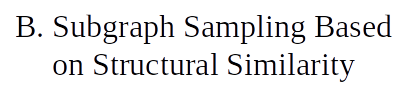 B. Subgraph Sampling Based
on Structural Similarity